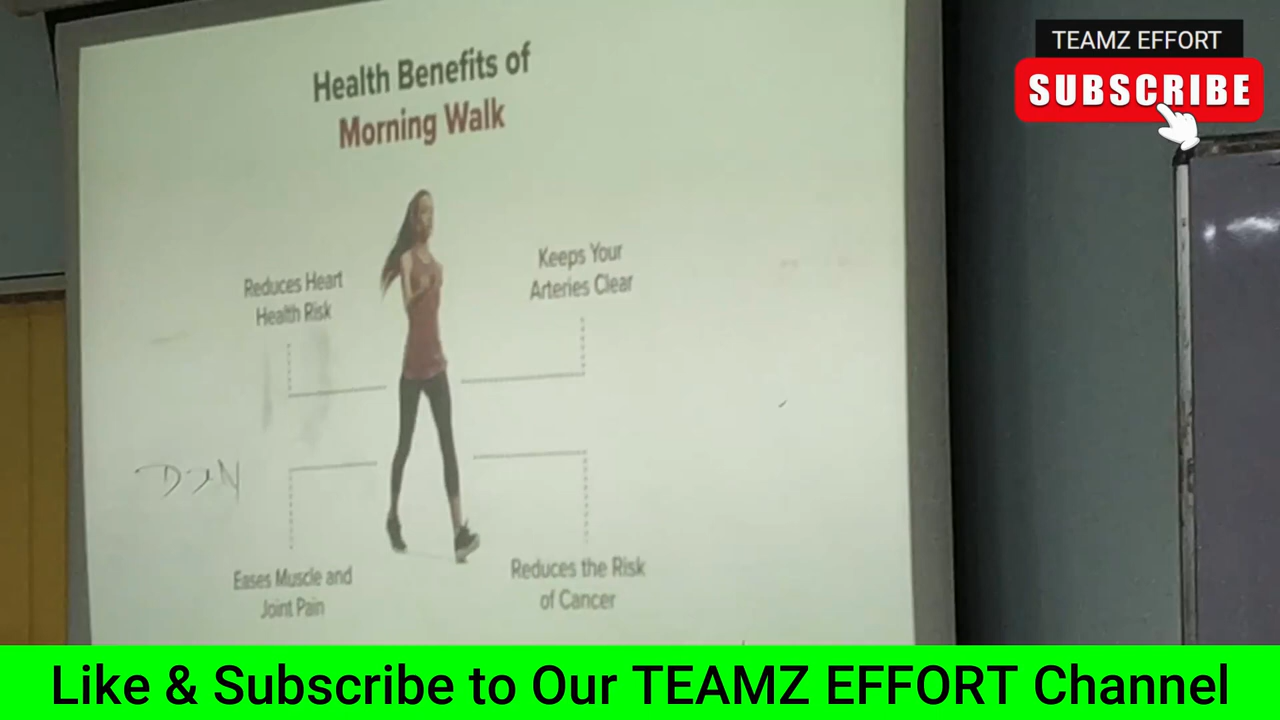 TEAMZ EFFORT
SUBSCRIBE
Health Benefits of
Morning Walk
Keeps Your
Arteries Clear
Reduces Heart
Health Risk
Eases Muscle and
Joint Pain
Reduces the Risk
of Cancer
Like & Subscribe to Our TEAMZ EFFORT Channel